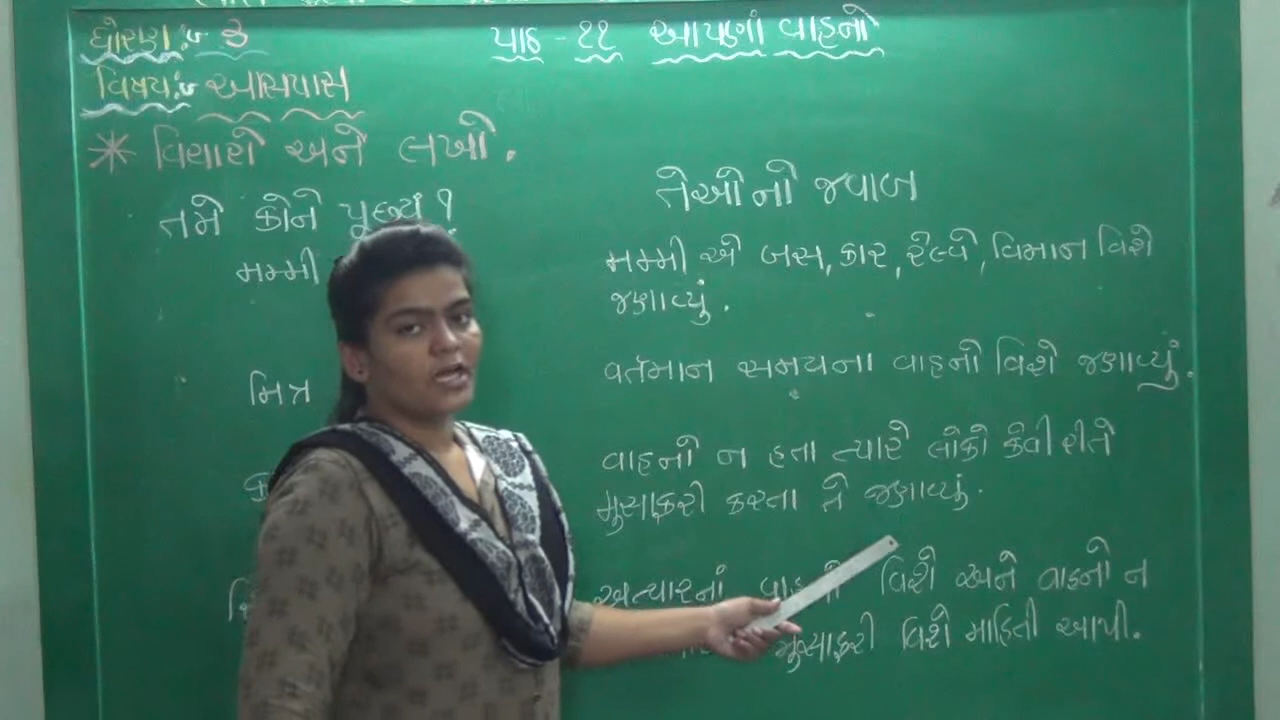 ધોરણ:- ૩
પાઠ - ૧૧ આપણાં વાહનો
વિષય:- આસપાસ
* વિચારો અને લખો.
તમે કોને પૂછ્યું?
તેઓનો જવાબ
મમ્મી
મમ્મી એ બસ, કાર, રેલ્વે, વિમાન વિશે
જણાવ્યું.
મિત્ર
વર્તમાન સમયના વાહનો વિશે જણાવ્યું.
વાહનો ન હતા ત્યારે લોકો કેવી રીતે
મુસાફરી કરતા તે જણાવ્યું.
અત્યારનાં વિશે અને વાહનો ન
મુસાફરી વિશે માહિતી આપી.